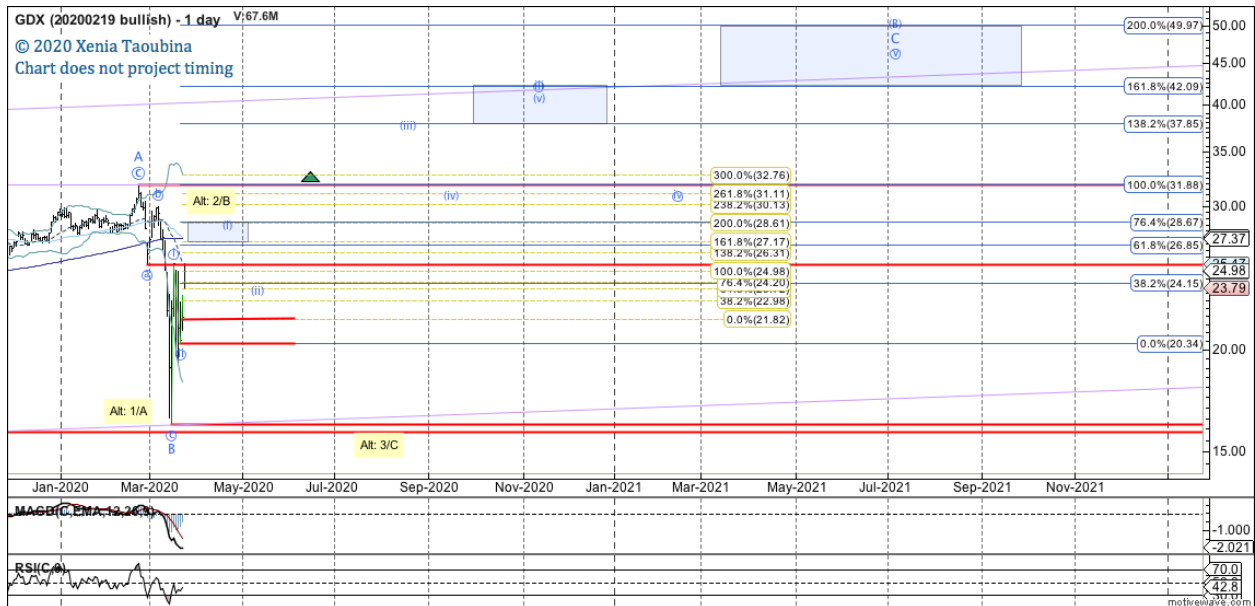 GDX (20200219 bullish) - 1 day V:67.6M
© 2020 Xenia Taoubina
Chart does not project timing
(B)
C
v
200.0%(49.97)
50.00
45.00
161.8%(42.09)
(v)
40.00
(iii)
138.2%(37.85)
35.00
A
C
300.0%(32.76)
100.0%(31.88)
b
Alt: 2/B
(iv)
iv
261.8%(31.11)
238.2%(30.13)
30.00
(i)
200.0%(28.61)
76.4%(28.67)
27.37
161.8%(27.17)
61.8%(26.85)
i
138.2%(26.31)
A
100.0%(24.98)
24.98
76.4%(24.20)
38.2%(24.15)
23.79
(ii)
38.2%(22.98)
0.0%(21.82)
0.0%(20.34)
20.00
Alt: 1/A
C
B
Alt: 3/C
15.00
Jan-2020 Mar-2020 May-2020 Jul-2020 Sep-2020 Nov-2020 Jan-2021 Mar-2021 May-2021 Jul-2021 Sep-2021 Nov-2021
-1.000
-2.021
70.0
42.8
motivewave.com